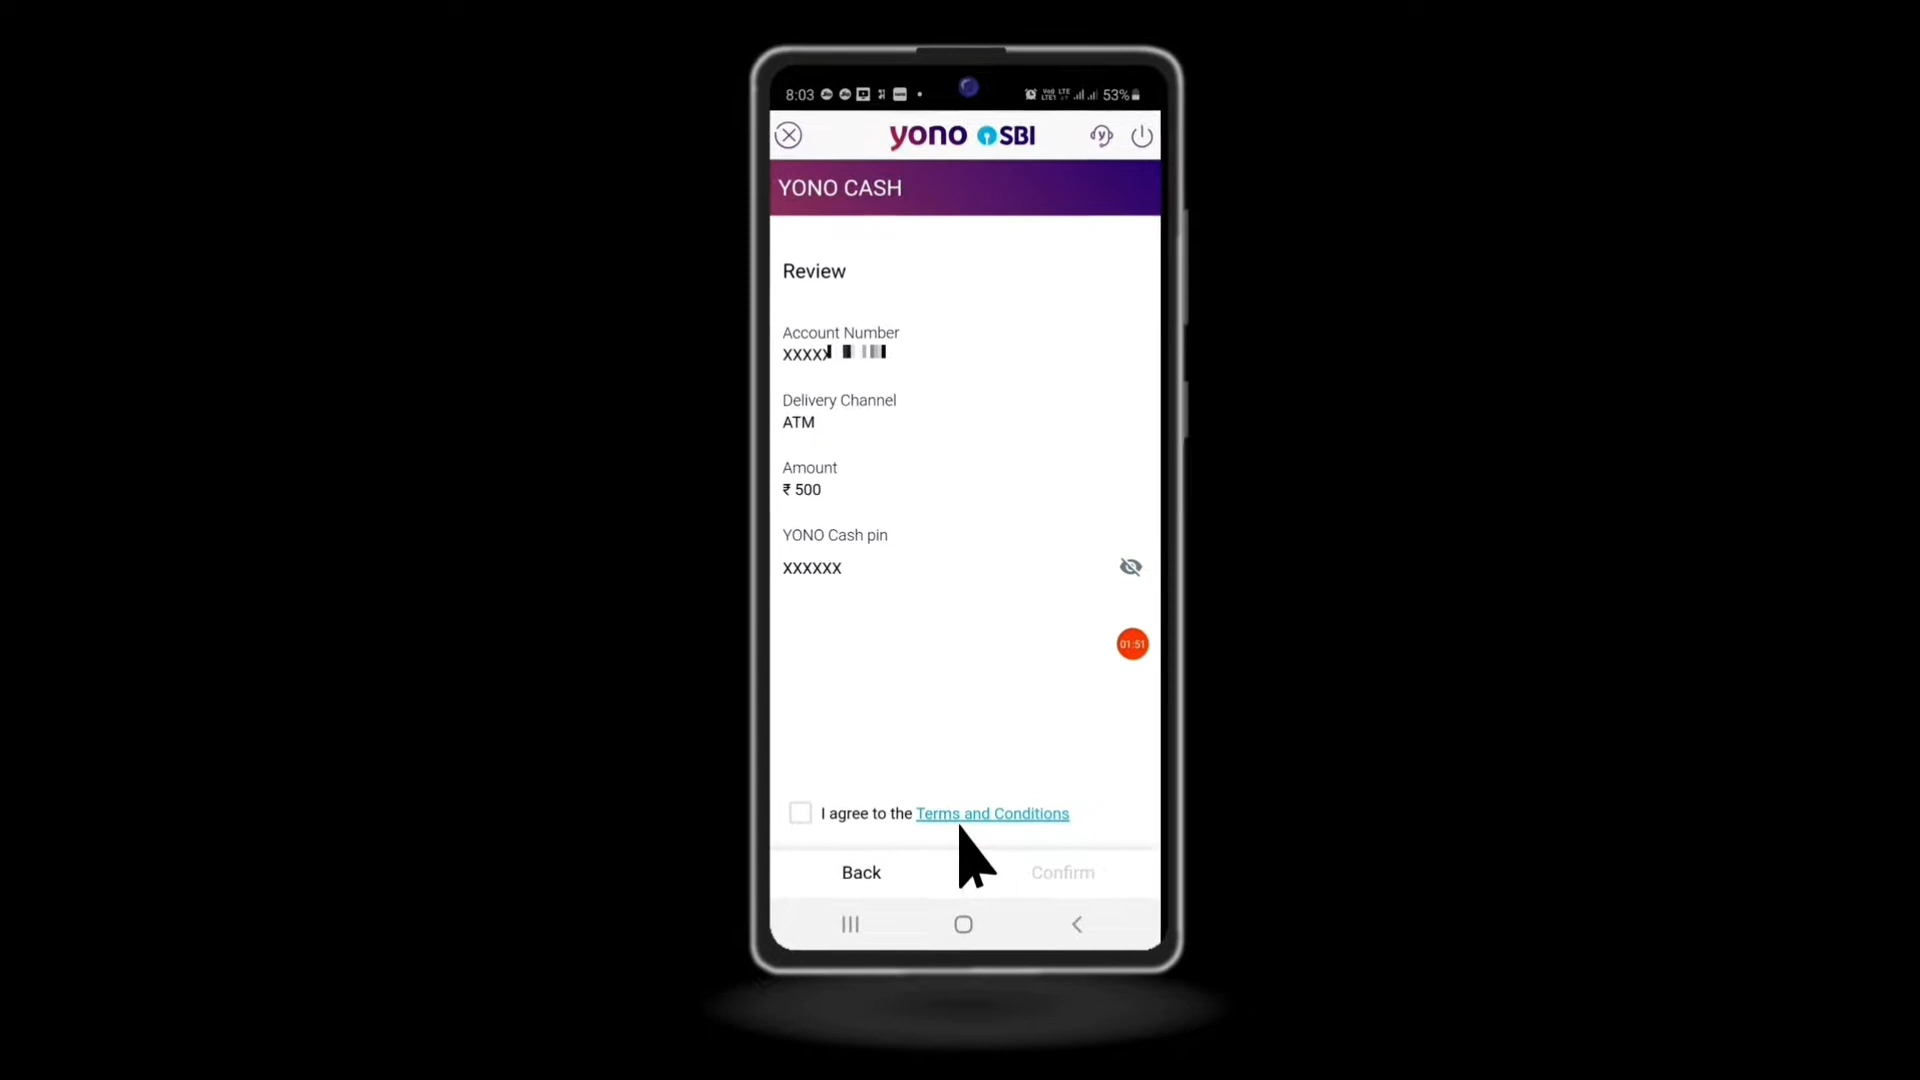 8:03
53%
yono SBI
YONO CASH
Review
Account Number
XXXXX
Delivery Channel
ATM
Amount
₹ 500
YONO Cash pin
XXXXXX
01:51
I agree to the Terms and Conditions
Back Confirm